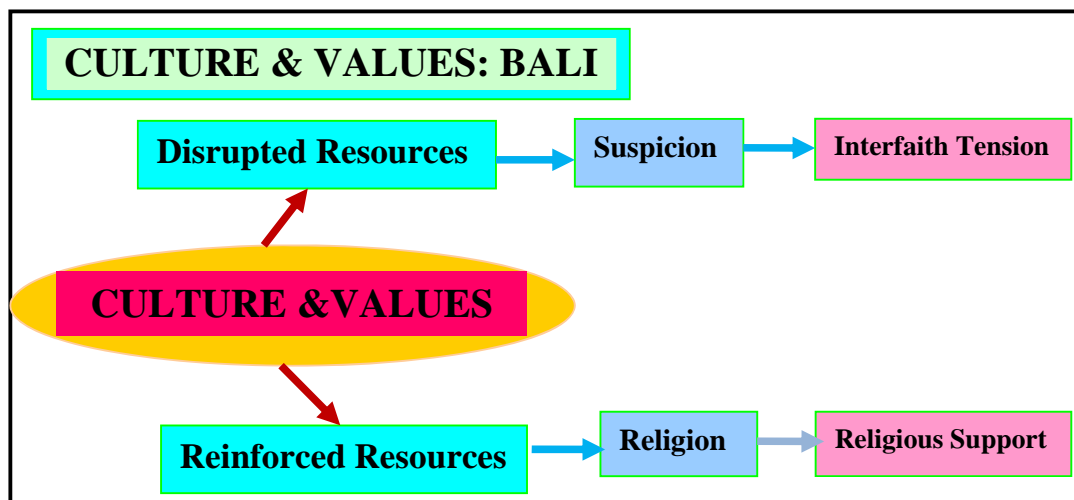 CULTURE & VALUES: BALI
Disrupted Resources
Suspicion
Interfaith Tension
CULTURE &VALUES
Reinforced Resources
Religion
Religious Support